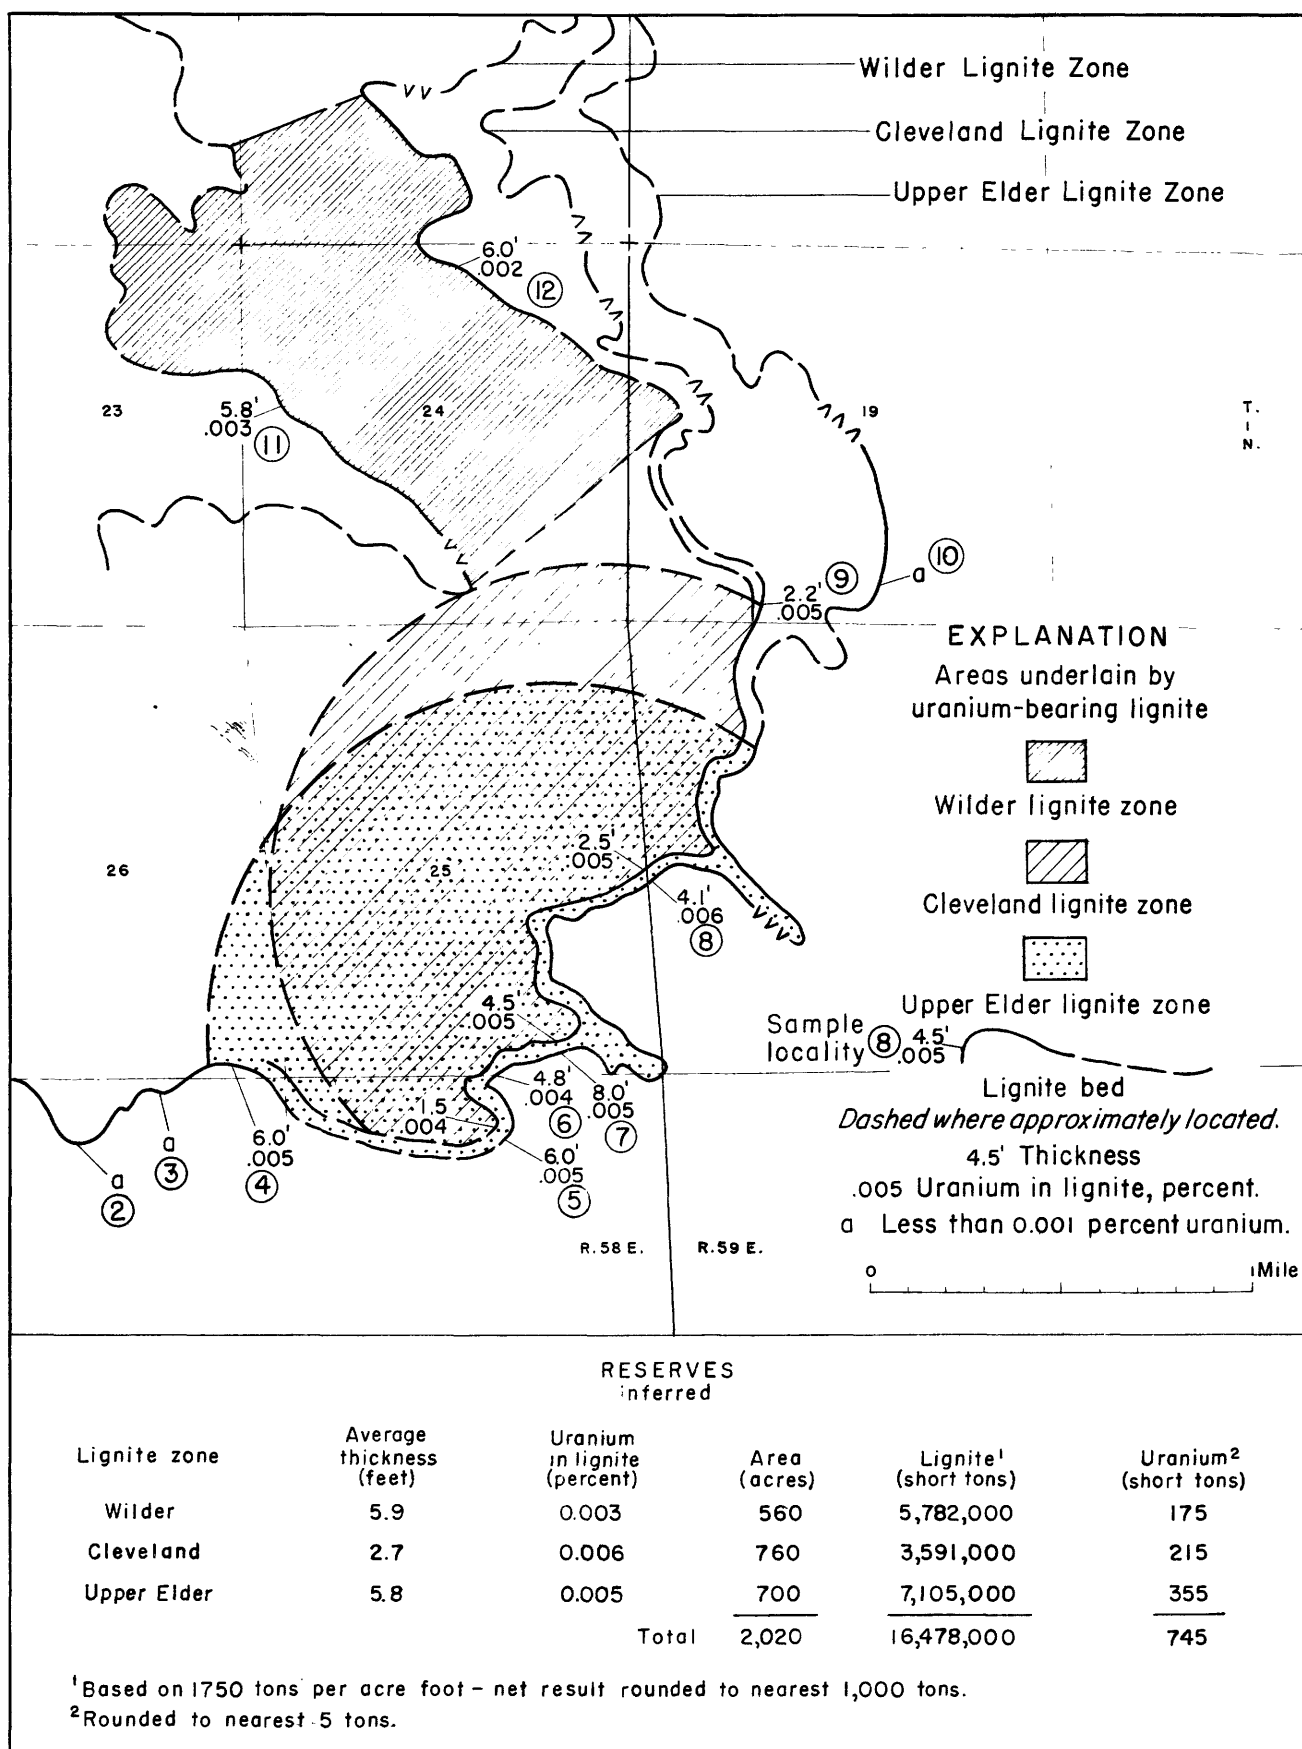 Wilder Lignite Zone
Cleveland Lignite Zone
Upper Elder Lignite Zone
6.0'
.002
12
23
5.8'
.003
11
24
19
T.
1
N.
a 10
9
2.2'
.005
EXPLANATION
Areas underlain by
uranium-bearing lignite
Wilder lignite zone
Cleveland lignite zone
Upper Elder lignite zone
26
25
2.5'
.005
4.1'
.006
8
4.5'
.005
Sample
locality 8 4.5'
.005
Lignite bed
Dashed where approximately located.
4.5' Thickness
.005 Uranium in lignite, percent.
a Less than 0.001 percent uranium.
a
2
a
3
6.0'
.005
4
1.5
.004
4.8'
.004
6
8.0'
.005
7
6.0'
.005
5
R. 58 E. R. 59 E.
0 1 Mile
RESERVES
inferred
Lignite zone Average thickness (feet) Uranium in lignite (percent) Area (acres) Lignite¹ (short tons) Uranium² (short tons)
Wilder 5.9 0.003 560 5,782,000 175
Cleveland 2.7 0.006 760 3,591,000 215
Upper Elder 5.8 0.005 700 7,105,000 355
Total 2,020 16,478,000 745
¹Based on 1750 tons per acre foot - net result rounded to nearest 1,000 tons.
²Rounded to nearest 5 tons.